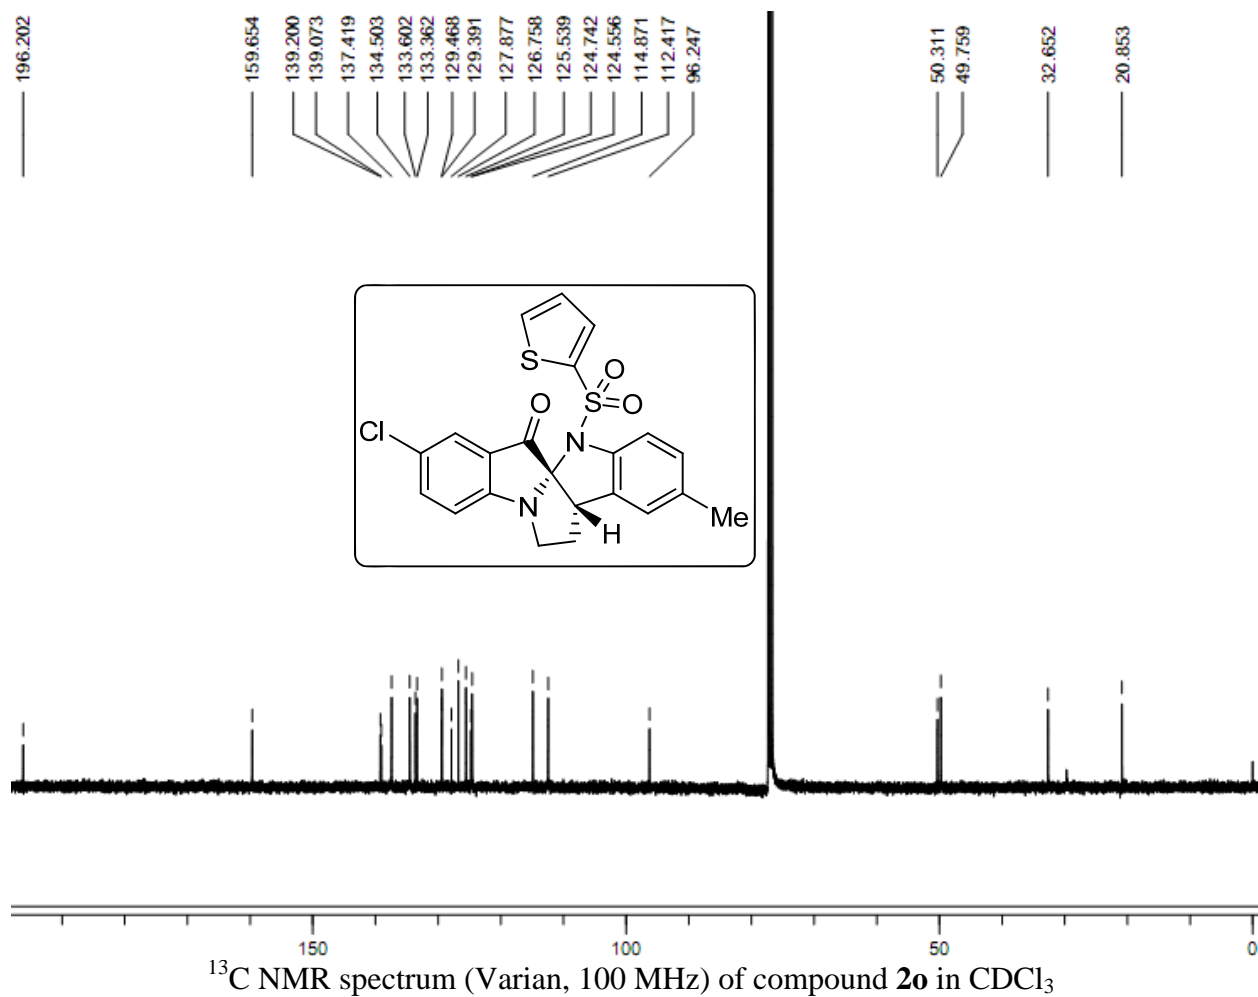 196.202
159.654
139.200
139.073
137.419
134.503
133.602
133.362
129.468
129.391
127.877
126.758
125.539
124.742
124.556
114.871
112.417
96.247
50.311
49.759
32.652
20.853
S
O
O
S
O
N
Cl
N
H
Me
150 100 50 0
¹³C NMR spectrum (Varian, 100 MHz) of compound 2o in CDCl₃